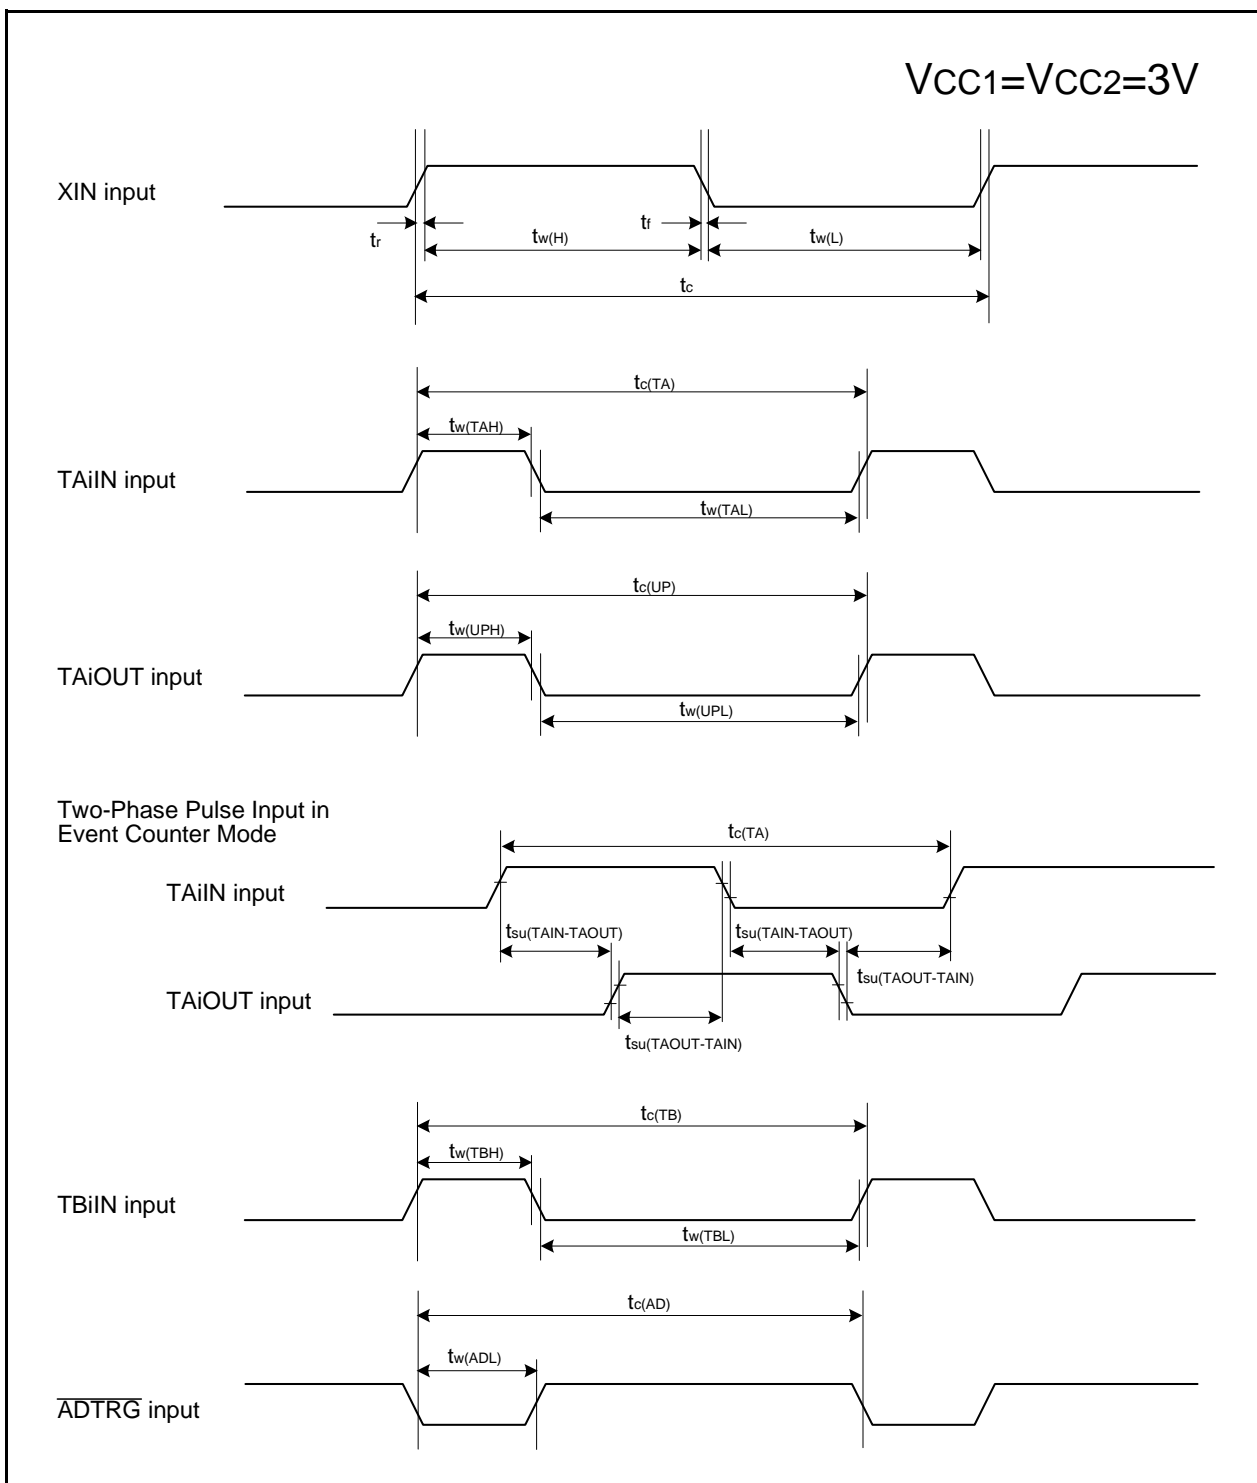 VCC1=VCC2=3V
XIN input
tr
tw(H)
tf
tw(L)
tc
tc(TA)
tw(TAH)
TAiIN input
tw(TAL)
tc(UP)
tw(UPH)
TAiOUT input
tw(UPL)
Two-Phase Pulse Input in
Event Counter Mode
tc(TA)
TAiIN input
tsu(TAIN-TAOUT)
tsu(TAIN-TAOUT)
tsu(TAOUT-TAIN)
TAiOUT input
tsu(TAOUT-TAIN)
tc(TB)
tw(TBH)
TBiIN input
tw(TBL)
tc(AD)
tw(ADL)
ADTRG input